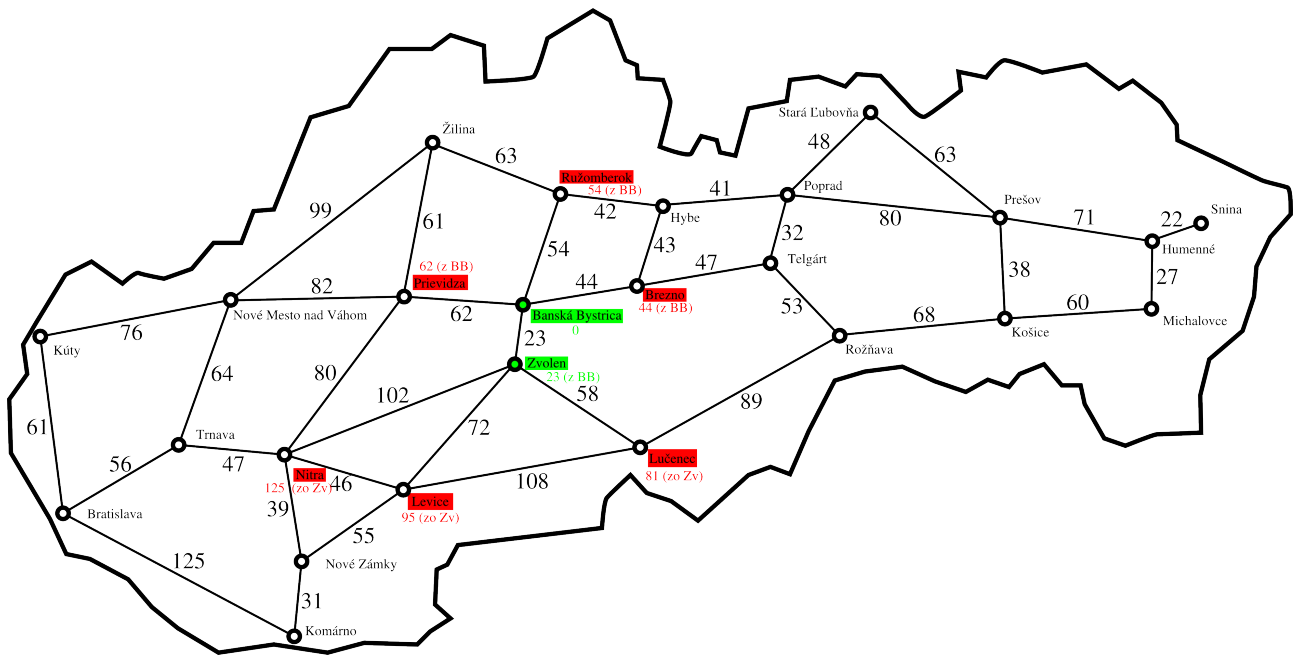 Stará Ľubovňa
Žilina
48
63
63
Ružomberok
54 (z BB)
41
Poprad
Prešov
Snina
99
42
Hybe
80
71
22
61
54
43
32
Humenné
62 (z BB)
Telgárt
38
27
Prievidza
44
47
82
Brezno
53
44 (z BB)
Nové Mesto nad Váhom
62
Banská Bystrica
0
68
60
Michalovce
76
23
Košice
Kúty
Rožňava
Zvolen
23 (z BB)
64
80
102
58
89
61
72
Trnava
56
47
Lučenec
81 (zo Zv)
Nitra
125 (zo Zv)
46
108
Levice
95 (zo Zv)
39
Bratislava
55
125
Nové Zámky
31
Komárno